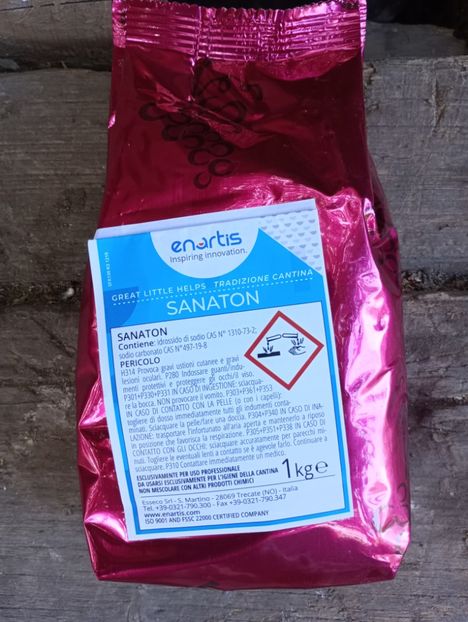 enartis
Inspiring innovation.
GREAT LITTLE HELPS TRADIZIONE CANTINA
SANATON
SANATON
Contiene: idrossido di sodio CAS N° 1310-73-2;
sodio carbonato CAS N°497-19-8
PERICOLO
H314 Provoca gravi ustioni cutanee e gravi
lesioni oculari. P280 Indossare guanti/indu-
menti protettivi e proteggere gli occhi/il viso.
P301+P330+P331 IN CASO DI INGESTIONE: sciacqua-
re la bocca. NON provocare il vomito. P303+P361+P353
IN CASO DI CONTATTO CON LA PELLE (o con i capelli):
togliere di dosso immediatamente tutti gli indumenti conta-
minati. Sciacquare la pelle/fare una doccia. P304+P340 IN CASO DI INA-
LAZIONE: trasportare l'infortunato all'aria aperta e mantenerlo a riposo
in posizione che favorisca la respirazione. P305+P351+P338 IN CASO DI
CONTATTO CON GLI OCCHI: sciacquare accuratamente per parecchi mi-
nuti. Togliere le eventuali lenti a contatto se è agevole farlo. Continuare a
sciacquare. P310 Contattare immediatamente un medico.
ESCLUSIVAMENTE PER USO PROFESSIONALE
DA USARSI ESCLUSIVAMENTE PER L'IGIENE DELLA CANTINA
NON MESCOLARE CON ALTRI PRODOTTI CHIMICI
1 kg e
Esseco Srl - S. Martino - 28069 Trecate (NO) - Italia
Tel. +39-0321-790.300 - Fax +39-0321-790.347
www.enartis.com
ISO 9001 AND FSSC 22000 CERTIFIED COMPANY